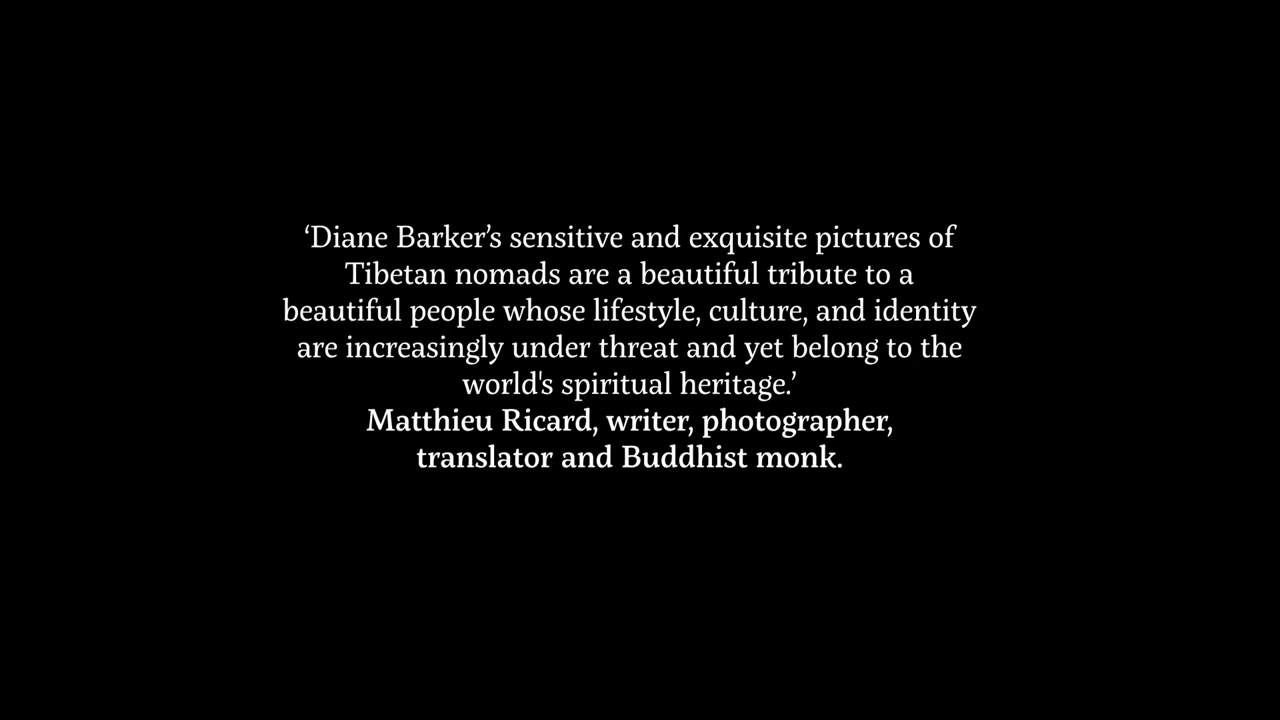 ‘Diane Barker’s sensitive and exquisite pictures of
Tibetan nomads are a beautiful tribute to a
beautiful people whose lifestyle, culture, and identity
are increasingly under threat and yet belong to the
world's spiritual heritage.’
Matthieu Ricard, writer, photographer,
translator and Buddhist monk.